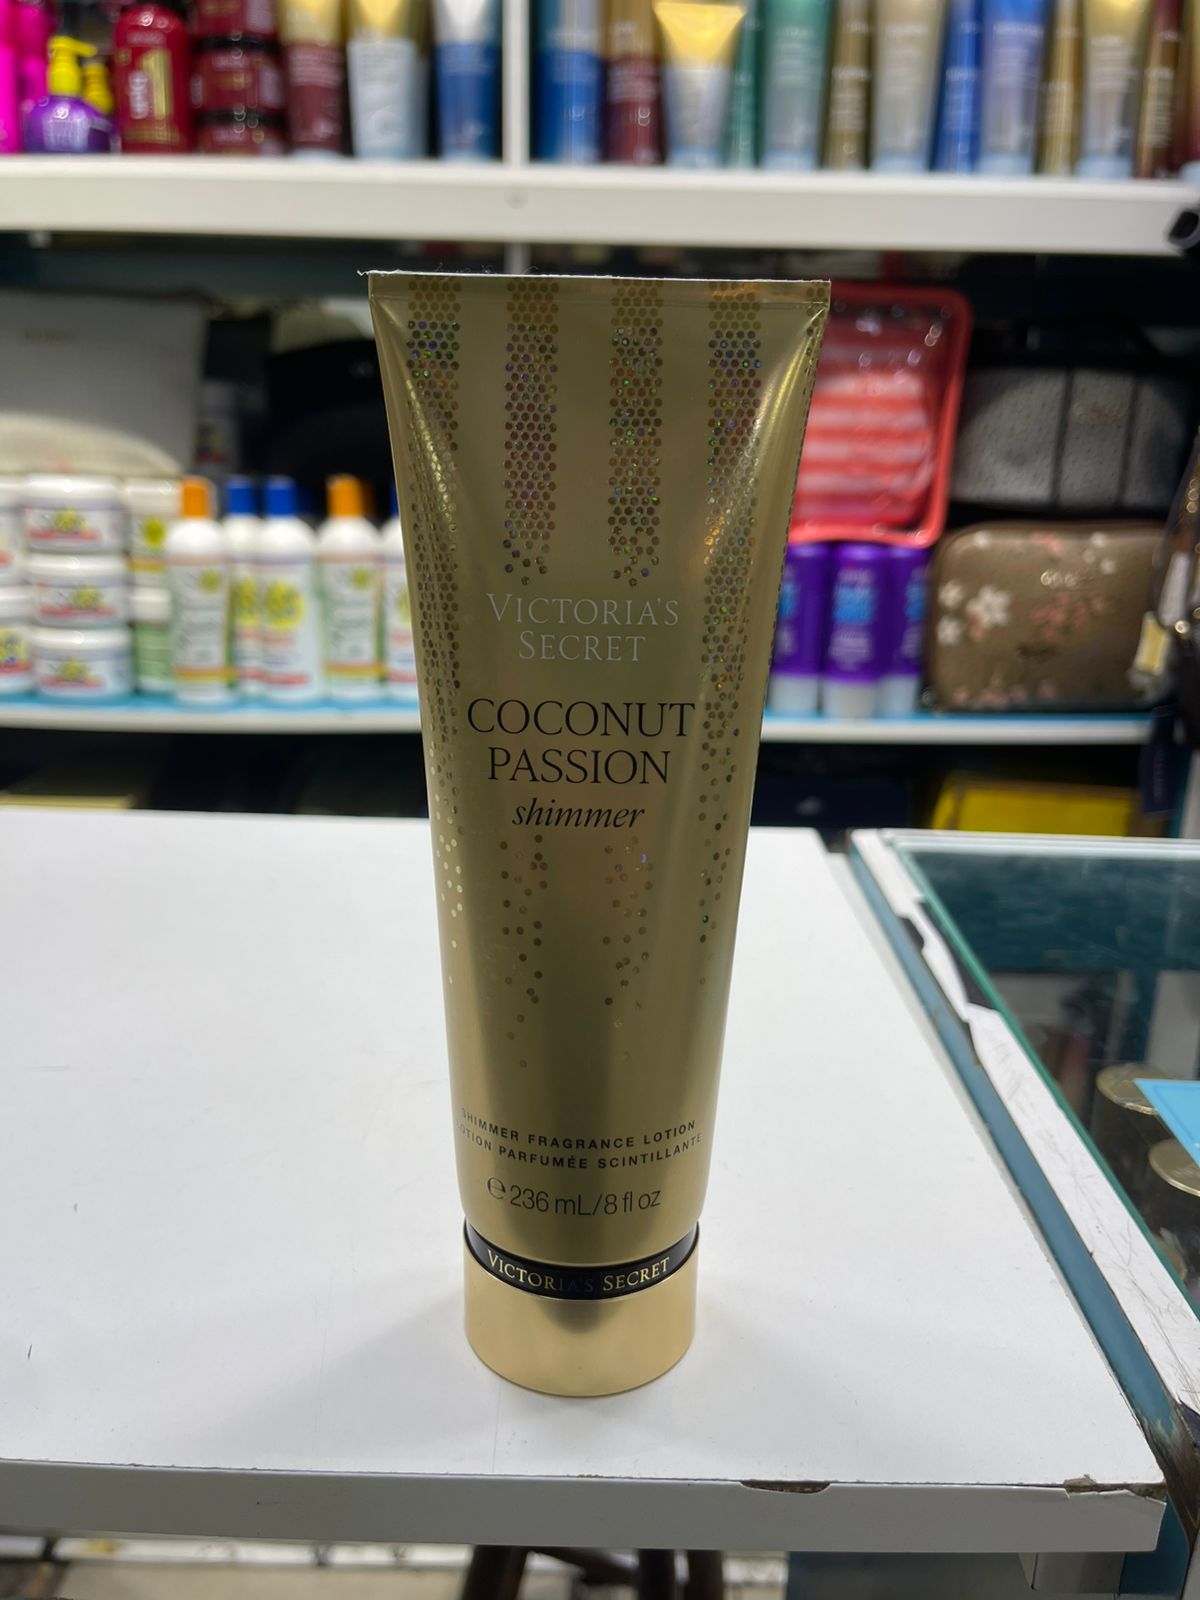 VICTORIA'S
SECRET
COCONUT
PASSION
shimmer
SHIMMER FRAGRANCE LOTION
LOTION PARFUMÉE SCINTILLANTE
℮ 236 mL/8 fl oz
VICTORIA'S SECRET